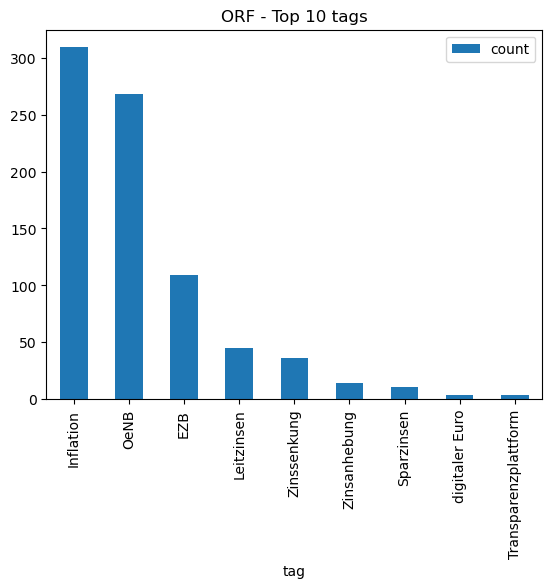 ORF - Top 10 tags
count
300
250
200
150
100
50
0
Inflation
OeNB
EZB
Leitzinsen
Zinssenkung
Zinsanhebung
Sparzinsen
digitaler Euro
Transparenzplattform
tag